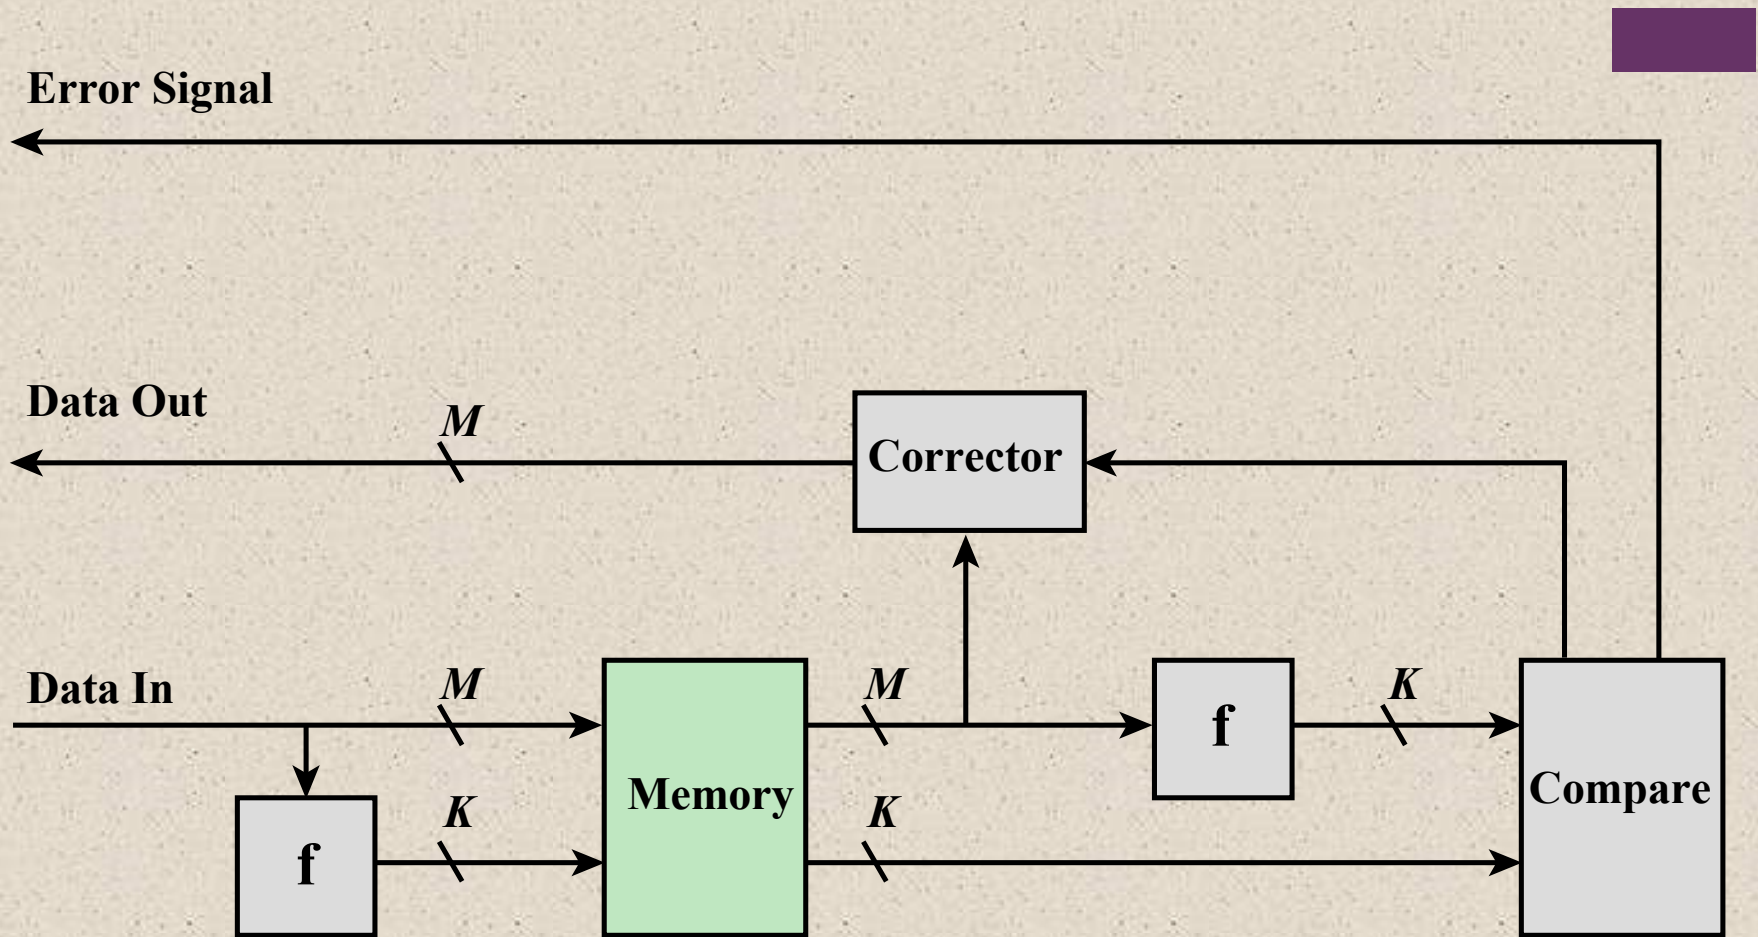 Error Signal
Data Out
M
Corrector
Data In
M
M
K
f
Memory
Compare
K
K
f